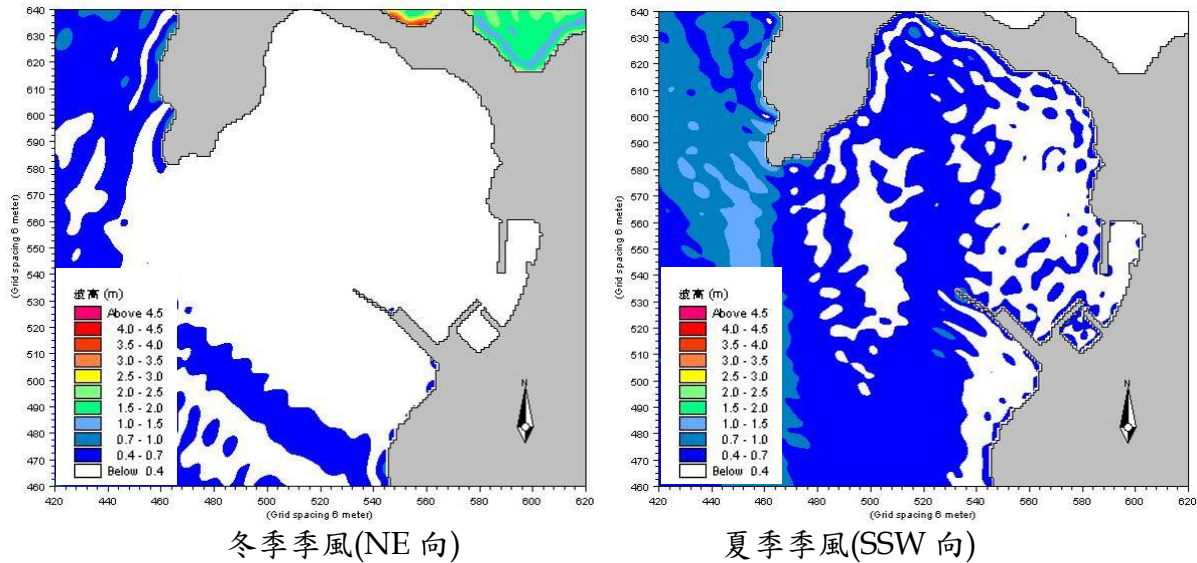 640
630
620
610
600
590
580
570
560
550
540
530
520
510
500
490
480
470
460
(Grid spacing 6 meter)
波高 (m)
Above 4.5
4.0 - 4.5
3.5 - 4.0
3.0 - 3.5
2.5 - 3.0
2.0 - 2.5
1.5 - 2.0
1.0 - 1.5
0.7 - 1.0
0.4 - 0.7
Below 0.4
N
420 440 460 480 500 520 540 560 580 600 620
(Grid spacing 6 meter)
冬季季風(NE 向)
640
630
620
610
600
590
580
570
560
550
540
530
520
510
500
490
480
470
460
(Grid spacing 6 meter)
波高 (m)
Above 4.5
4.0 - 4.5
3.5 - 4.0
3.0 - 3.5
2.5 - 3.0
2.0 - 2.5
1.5 - 2.0
1.0 - 1.5
0.7 - 1.0
0.4 - 0.7
Below 0.4
N
420 440 460 480 500 520 540 560 580 600 620
(Grid spacing 6 meter)
夏季季風(SSW 向)